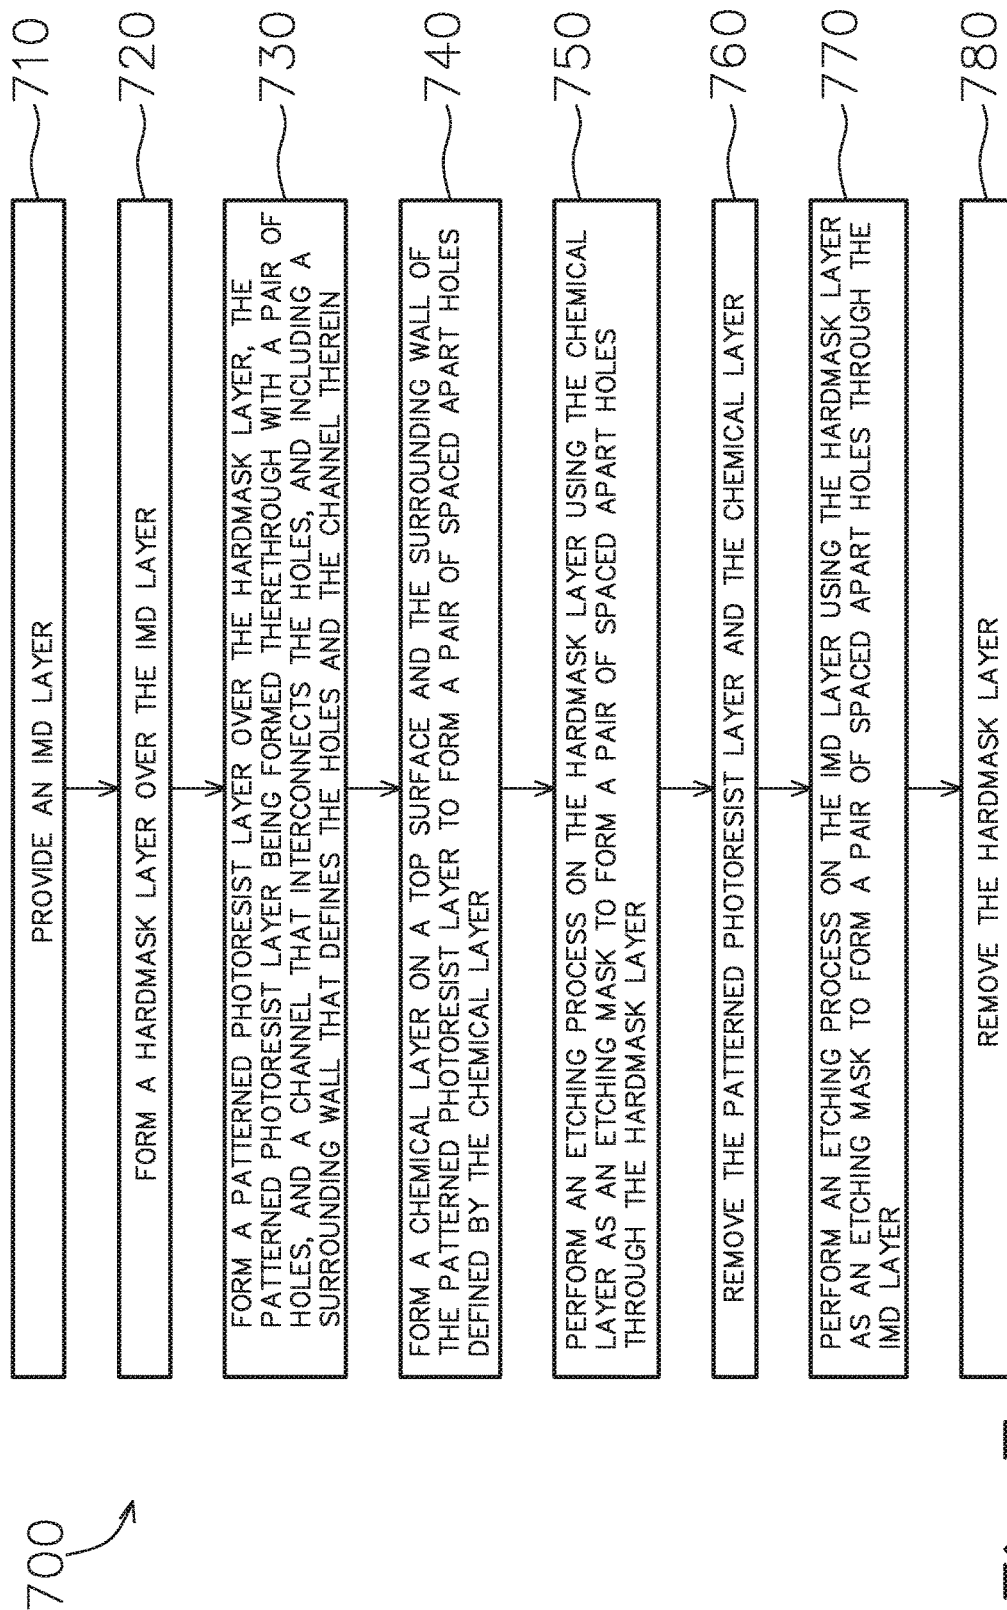 700
710
PROVIDE AN IMD LAYER
720
FORM A HARDMASK LAYER OVER THE IMD LAYER
730
FORM A PATTERNED PHOTORESIST LAYER OVER THE HARDMASK LAYER, THE
PATTERNED PHOTORESIST LAYER BEING FORMED THERETHROUGH WITH A PAIR OF
HOLES, AND A CHANNEL THAT INTERCONNECTS THE HOLES, AND INCLUDING A
SURROUNDING WALL THAT DEFINES THE HOLES AND THE CHANNEL THEREIN
740
FORM A CHEMICAL LAYER ON A TOP SURFACE AND THE SURROUNDING WALL OF
THE PATTERNED PHOTORESIST LAYER TO FORM A PAIR OF SPACED APART HOLES
DEFINED BY THE CHEMICAL LAYER
750
PERFORM AN ETCHING PROCESS ON THE HARDMASK LAYER USING THE CHEMICAL
LAYER AS AN ETCHING MASK TO FORM A PAIR OF SPACED APART HOLES
THROUGH THE HARDMASK LAYER
760
REMOVE THE PATTERNED PHOTORESIST LAYER AND THE CHEMICAL LAYER
770
PERFORM AN ETCHING PROCESS ON THE IMD LAYER USING THE HARDMASK LAYER
AS AN ETCHING MASK TO FORM A PAIR OF SPACED APART HOLES THROUGH THE
IMD LAYER
780
REMOVE THE HARDMASK LAYER